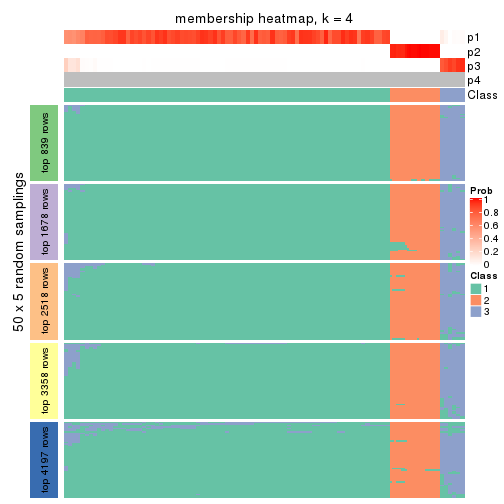 membership heatmap, k = 4
p1
p2
p3
p4
Class
50 x 5 random samplings
top 839 rows
top 1678 rows
top 2518 rows
top 3358 rows
top 4197 rows
Prob
1
0.8
0.6
0.4
0.2
0
Class
1
2
3